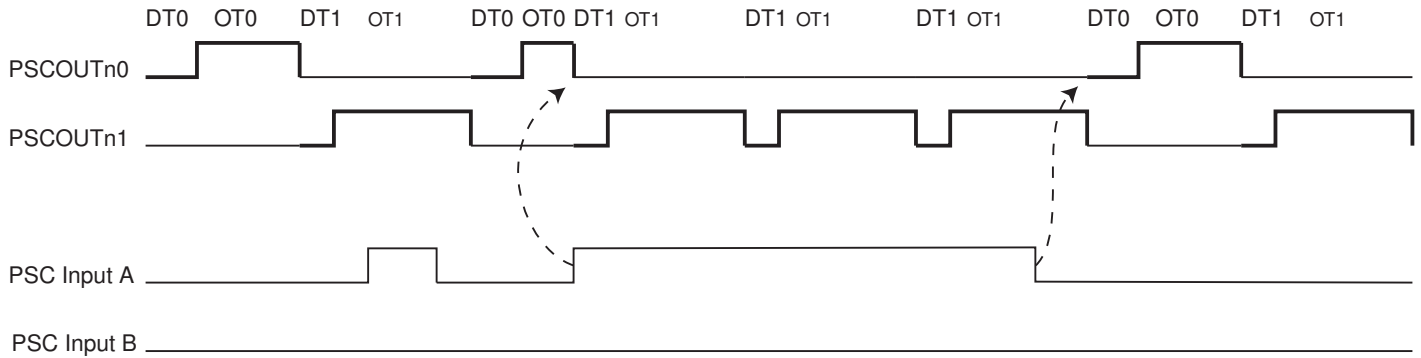 DT0 OT0 DT1 OT1 DT0 OT0 DT1 OT1 DT1 OT1 DT1 OT1 DT0 OT0 DT1 OT1
PSCOUTn0
PSCOUTn1
PSC Input A
PSC Input B